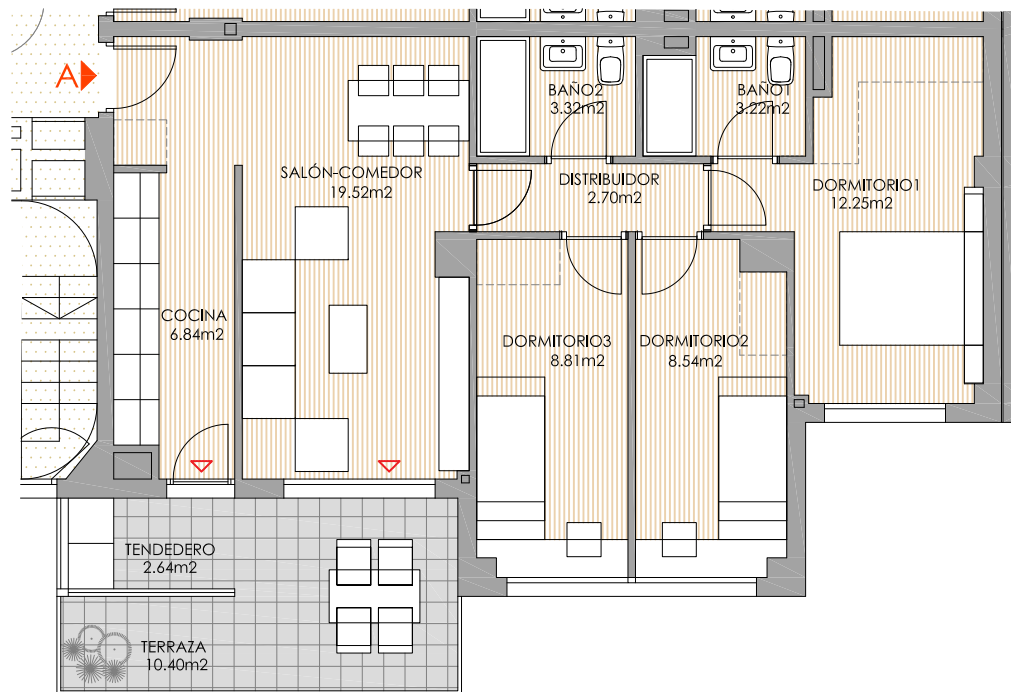 A
BAÑO2
3.32m2
BAÑO1
3.22m2
SALÓN-COMEDOR
19.52m2
DISTRIBUIDOR
2.70m2
DORMITORIO1
12.25m2
COCINA
6.84m2
DORMITORIO3
8.81m2
DORMITORIO2
8.54m2
TENDEDERO
2.64m2
TERRAZA
10.40m2